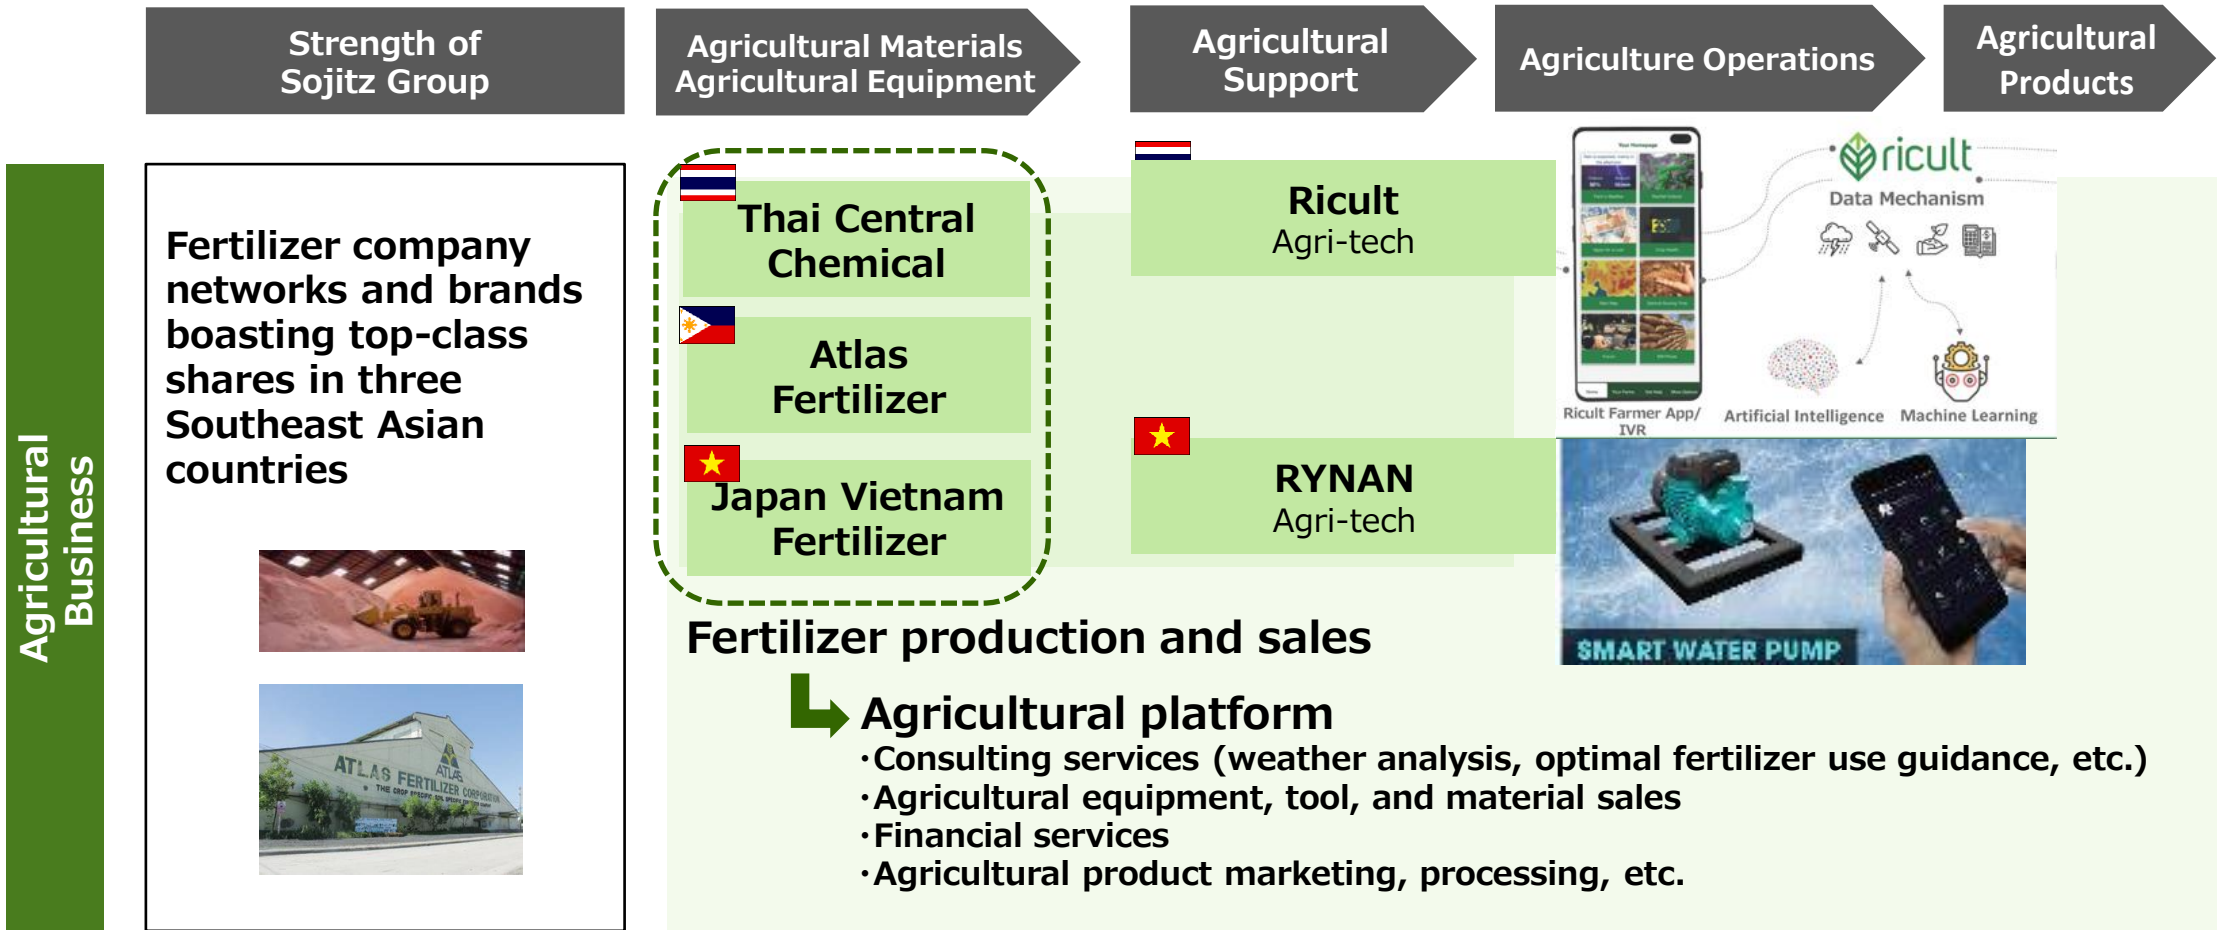 Strength of
Sojitz Group
Agricultural Materials
Agricultural Equipment
Agricultural
Support
Agriculture Operations
Agricultural
Products
Agricultural
Business
Fertilizer company
networks and brands
boasting top-class
shares in three
Southeast Asian
countries
ATLAS
ATLAS FERTILIZER CORPORATION
Thai Central
Chemical
Atlas
Fertilizer
Japan Vietnam
Fertilizer
Ricult
Agri-tech
RYNAN
Agri-tech
Your Homepage
ricult
Data Mechanism
Ricult Farmer App/
IVR
Artificial Intelligence
Machine Learning
SMART WATER PUMP
Fertilizer production and sales
Agricultural platform
・Consulting services (weather analysis, optimal fertilizer use guidance, etc.)
・Agricultural equipment, tool, and material sales
・Financial services
・Agricultural product marketing, processing, etc.